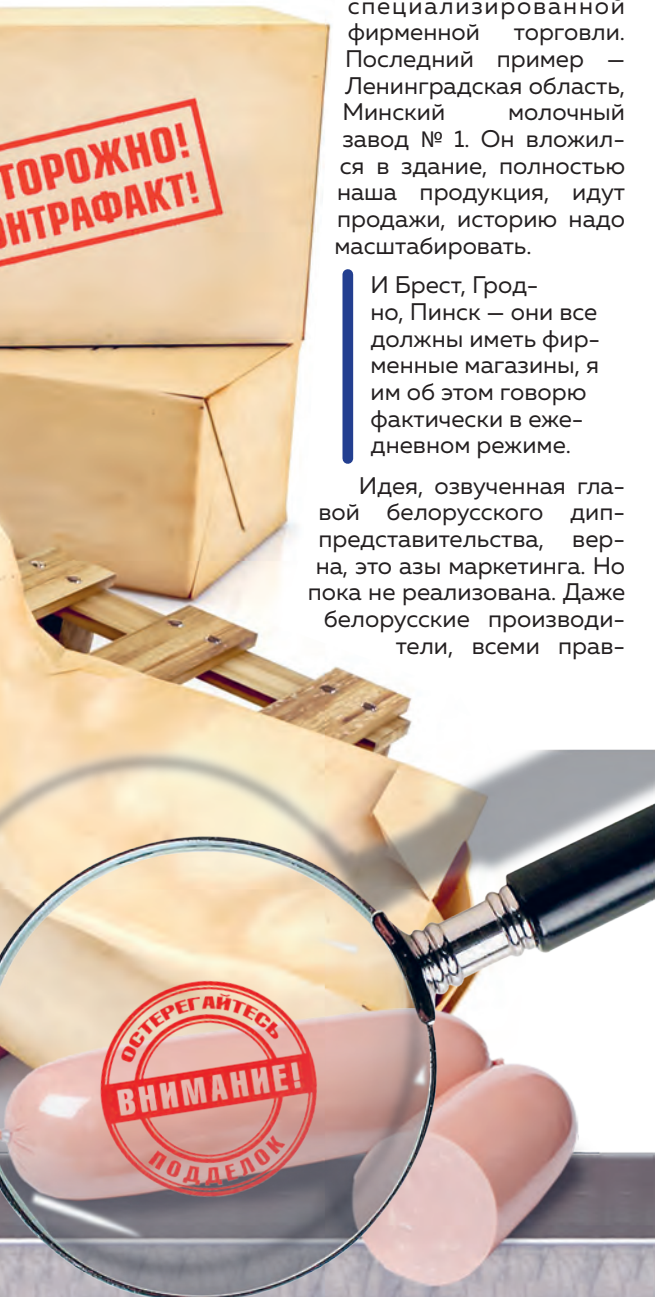 специализированной
фирменной торговли.
Последний пример —
Ленинградская область,
Минский молочный
завод № 1. Он вложил-
ся в здание, полностью
наша продукция, идут
продажи, историю надо
масштабировать.
И Брест, Грод-
но, Пинск — они все
должны иметь фир-
менные магазины, я
им об этом говорю
фактически в еже-
дневном режиме.
Идея, озвученная гла-
вой белорусского дип-
представительства, вер-
на, это азы маркетинга. Но
пока не реализована. Даже
белорусские производи-
тели, всеми прав-
ТОРОЖНО!
ОНТРАФАКТ!
ОСТЕРЕГАЙТЕСЬ
ВНИМАНИЕ!
ПОДДЕЛОК